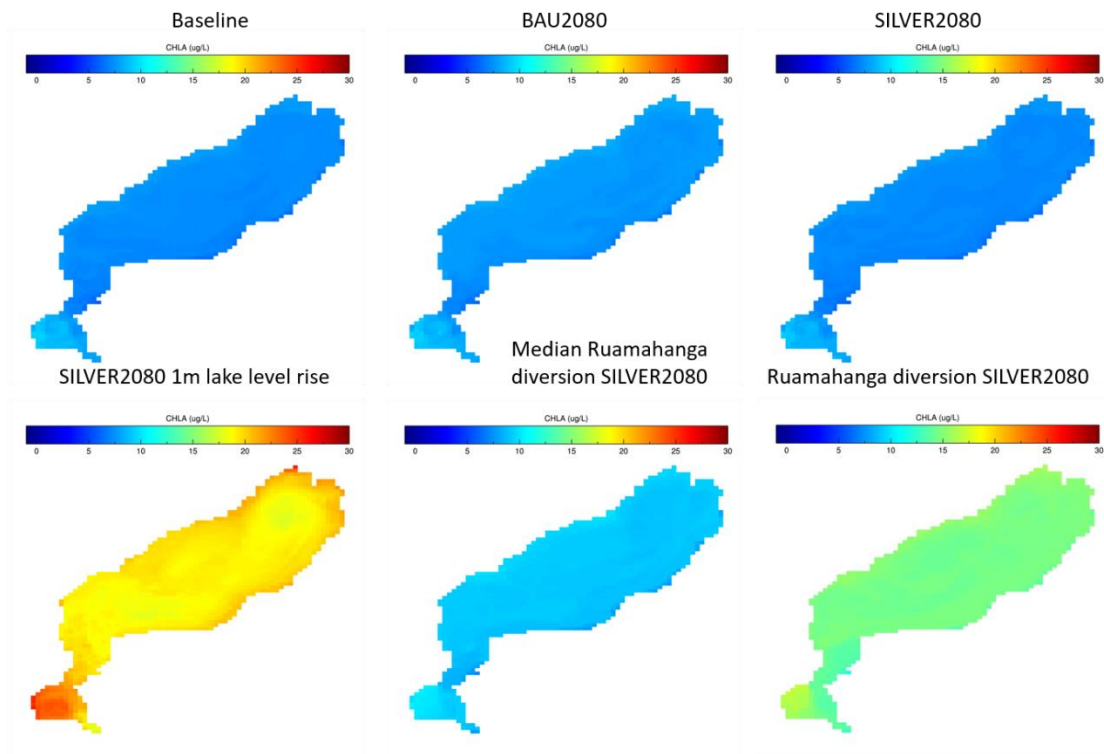 Baseline
BAU2080
SILVER2080
CHLA (ug/L)
0 5 10 15 20 25 30
CHLA (ug/L)
0 5 10 15 20 25 30
CHLA (ug/L)
0 5 10 15 20 25 30
SILVER2080 1m lake level rise
Median Ruamahanga
diversion SILVER2080
Ruamahanga diversion SILVER2080
CHLA (ug/L)
0 5 10 15 20 25 30
CHLA (ug/L)
0 5 10 15 20 25 30
CHLA (ug/L)
0 5 10 15 20 25 30